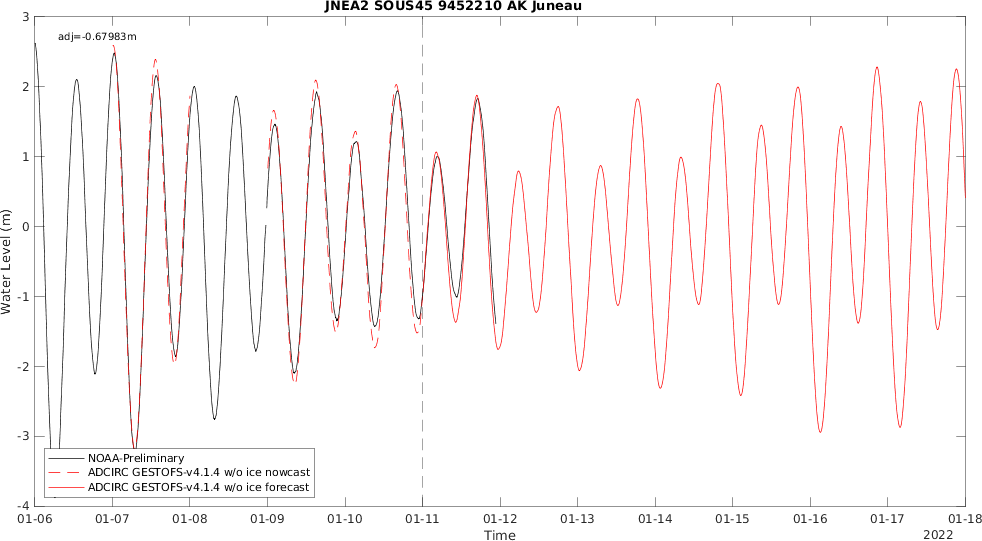 JNEA2 SOUS45 9452210 AK Juneau
adj=-0.67983m
3
2
1
0
-1
-2
-3
-4
Water Level (m)
NOAA-Preliminary
ADCIRC GESTOFS-v4.1.4 w/o ice nowcast
ADCIRC GESTOFS-v4.1.4 w/o ice forecast
01-06 01-07 01-08 01-09 01-10 01-11 01-12 01-13 01-14 01-15 01-16 01-17 01-18
Time
2022